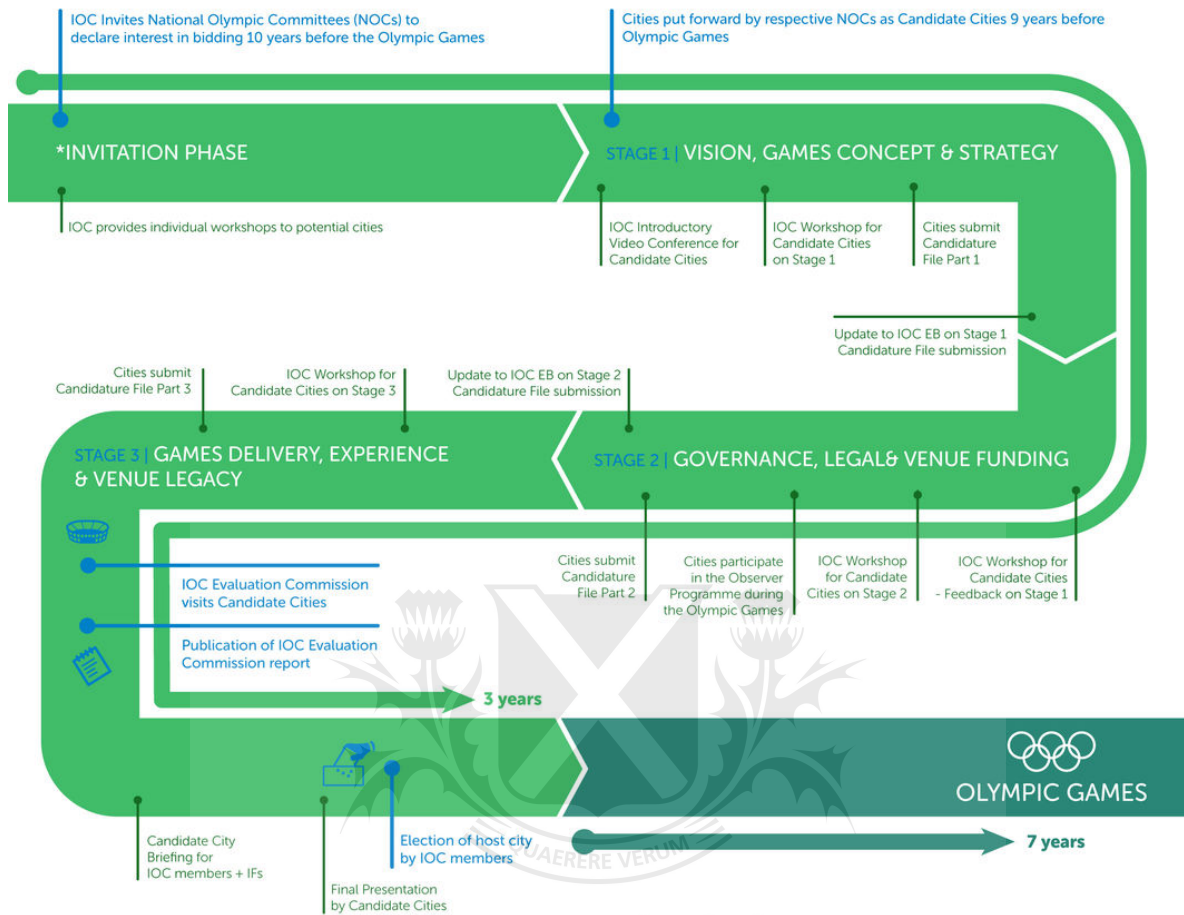 IOC Invites National Olympic Committees (NOCs) to
declare interest in bidding 10 years before the Olympic Games
Cities put forward by respective NOCs as Candidate Cities 9 years before
Olympic Games
*INVITATION PHASE
STAGE 1 | VISION, GAMES CONCEPT & STRATEGY
IOC provides individual workshops to potential cities
IOC Introductory
Video Conference for
Candidate Cities
IOC Workshop for
Candidate Cities
on Stage 1
Cities submit
Candidature
File Part 1
Update to IOC EB on Stage 1
Candidature File submission
Cities submit
Candidature File Part 3
IOC Workshop for
Candidate Cities on Stage 3
Update to IOC EB on Stage 2
Candidature File submission
STAGE 3 | GAMES DELIVERY, EXPERIENCE
& VENUE LEGACY
STAGE 2 | GOVERNANCE, LEGAL& VENUE FUNDING
Cities submit
Candidature
File Part 2
Cities participate
in the Observer
Programme during
the Olympic Games
IOC Workshop
for Candidate
Cities on Stage 2
IOC Workshop for
Candidate Cities
- Feedback on Stage 1
IOC Evaluation Commission
visits Candidate Cities
Publication of IOC Evaluation
Commission report
3 years
OLYMPIC GAMES
Candidate City
Briefing for
IOC members + IFs
Final Presentation
by Candidate Cities
Election of host city
by IOC members
7 years
QUAERERE VERUM